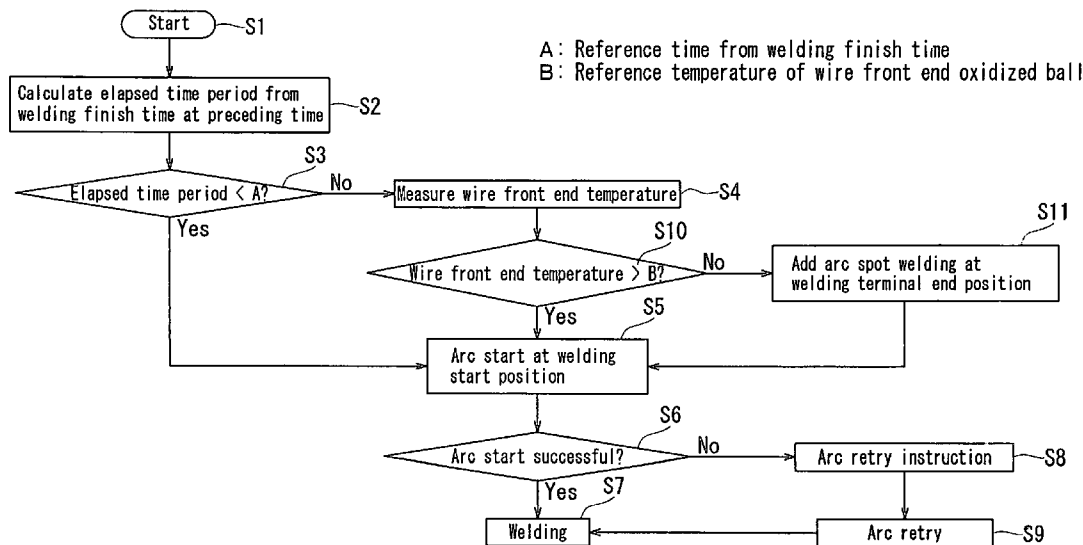 Start
S1
A: Reference time from welding finish time
B: Reference temperature of wire front end oxidized ball
Calculate elapsed time period from
welding finish time at preceding time
S2
S3
Elapsed time period < A?
No
Yes
Measure wire front end temperature
S4
S10
Wire front end temperature > B?
No
Yes
S11
Add arc spot welding at
welding terminal end position
S5
Arc start at welding
start position
S6
Arc start successful?
No
Yes
Arc retry instruction
S8
S7
Welding
Arc retry
S9